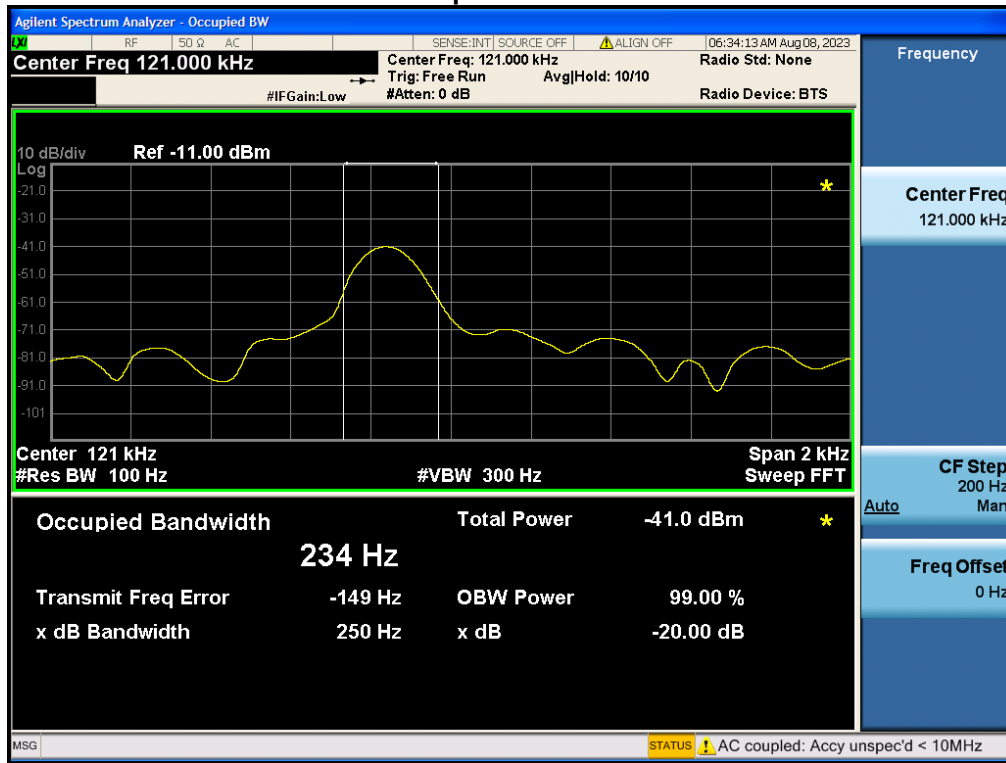 Agilent Spectrum Analyzer - Occupied BW
LXI RF 50 Ω AC SENSE:INT SOURCE OFF ALIGN OFF 06:34:13 AM Aug 08, 2023
Center Freq 121.000 kHz
Center Freq: 121.000 kHz Radio Std: None
Trig: Free Run Avg|Hold: 10/10
#IFGain:Low #Atten: 0 dB Radio Device: BTS
10 dB/div Ref -11.00 dBm
Log
-21.0
-31.0
-41.0
-51.0
-61.0
-71.0
-81.0
-91.0
-101
Center 121 kHz Span 2 kHz
#Res BW 100 Hz #VBW 300 Hz Sweep FFT
Occupied Bandwidth Total Power -41.0 dBm
234 Hz
Transmit Freq Error -149 Hz OBW Power 99.00 %
x dB Bandwidth 250 Hz x dB -20.00 dB
Frequency
Center Freq
121.000 kHz
CF Step
200 Hz
Auto Man
Freq Offset
0 Hz
MSG STATUS AC coupled: Accy unspec'd < 10MHz